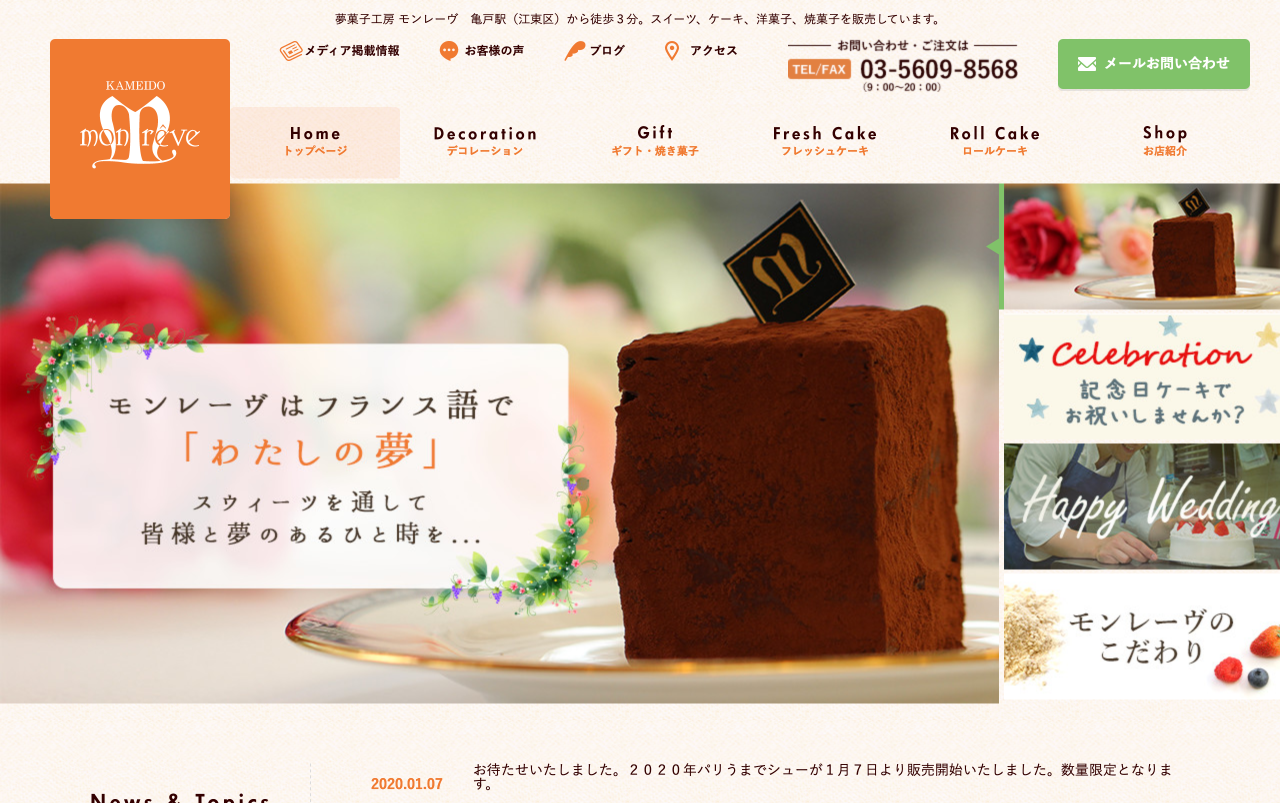 夢菓子工房 モンレーヴ　亀戸駅（江東区）から徒歩３分。スイーツ、ケーキ、洋菓子、焼菓子を販売しています。
KAMEIDO
mon rêve
メディア掲載情報
お客様の声
ブログ
アクセス
お問い合わせ・ご注文は
TEL/FAX 03-5609-8568
（9：00〜20：00）
メールお問い合わせ
Home
トップページ
Decoration
デコレーション
Gift
ギフト・焼き菓子
Fresh Cake
フレッシュケーキ
Roll Cake
ロールケーキ
Shop
お店紹介
M
モンレーヴはフランス語で
「わたしの夢」
スウィーツを通して
皆様と夢のあるひと時を...
Celebration
記念日ケーキで
お祝いしませんか?
Happy Wedding
モンレーヴの
こだわり
News & Topics
2020.01.07
お待たせいたしました。２０２０年パリうまでシューが１月７日より販売開始いたしました。数量限定となりま
す。